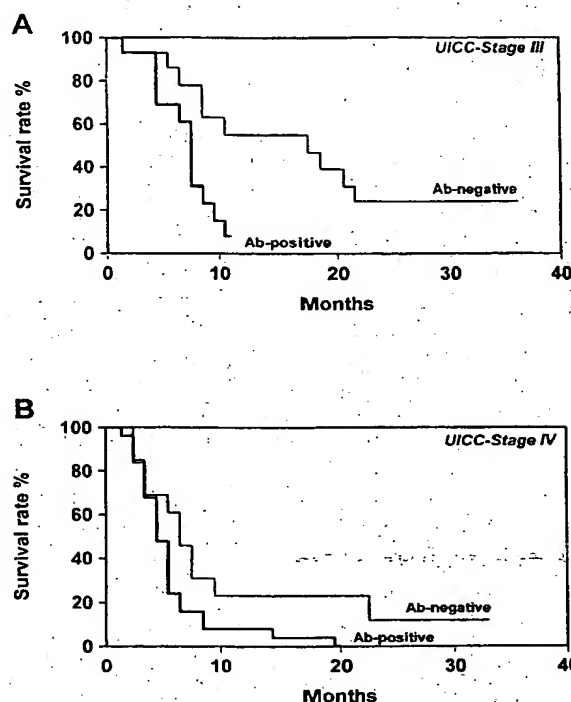 A
UICC-Stage III
Survival rate %
100
80
60
40
20
0
Ab-negative
Ab-positive
0 10 20 30 40
Months
B
UICC-Stage IV
Survival rate %
100
80
60
40
20
0
Ab-negative
Ab-positive
0 10 20 30 40
Months